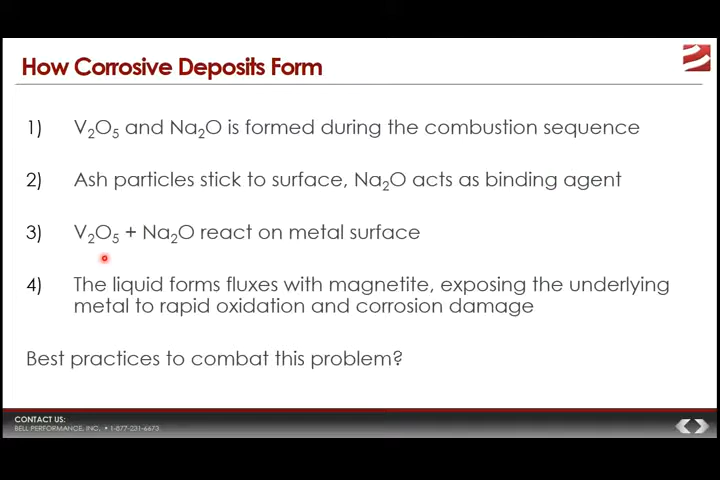 How Corrosive Deposits Form
1) V₂O₅ and Na₂O is formed during the combustion sequence
2) Ash particles stick to surface, Na₂O acts as binding agent
3) V₂O₅ + Na₂O react on metal surface
4) The liquid forms fluxes with magnetite, exposing the underlying
metal to rapid oxidation and corrosion damage
Best practices to combat this problem?
CONTACT US:
BELL PERFORMANCE, INC. • 1-877-231-6673